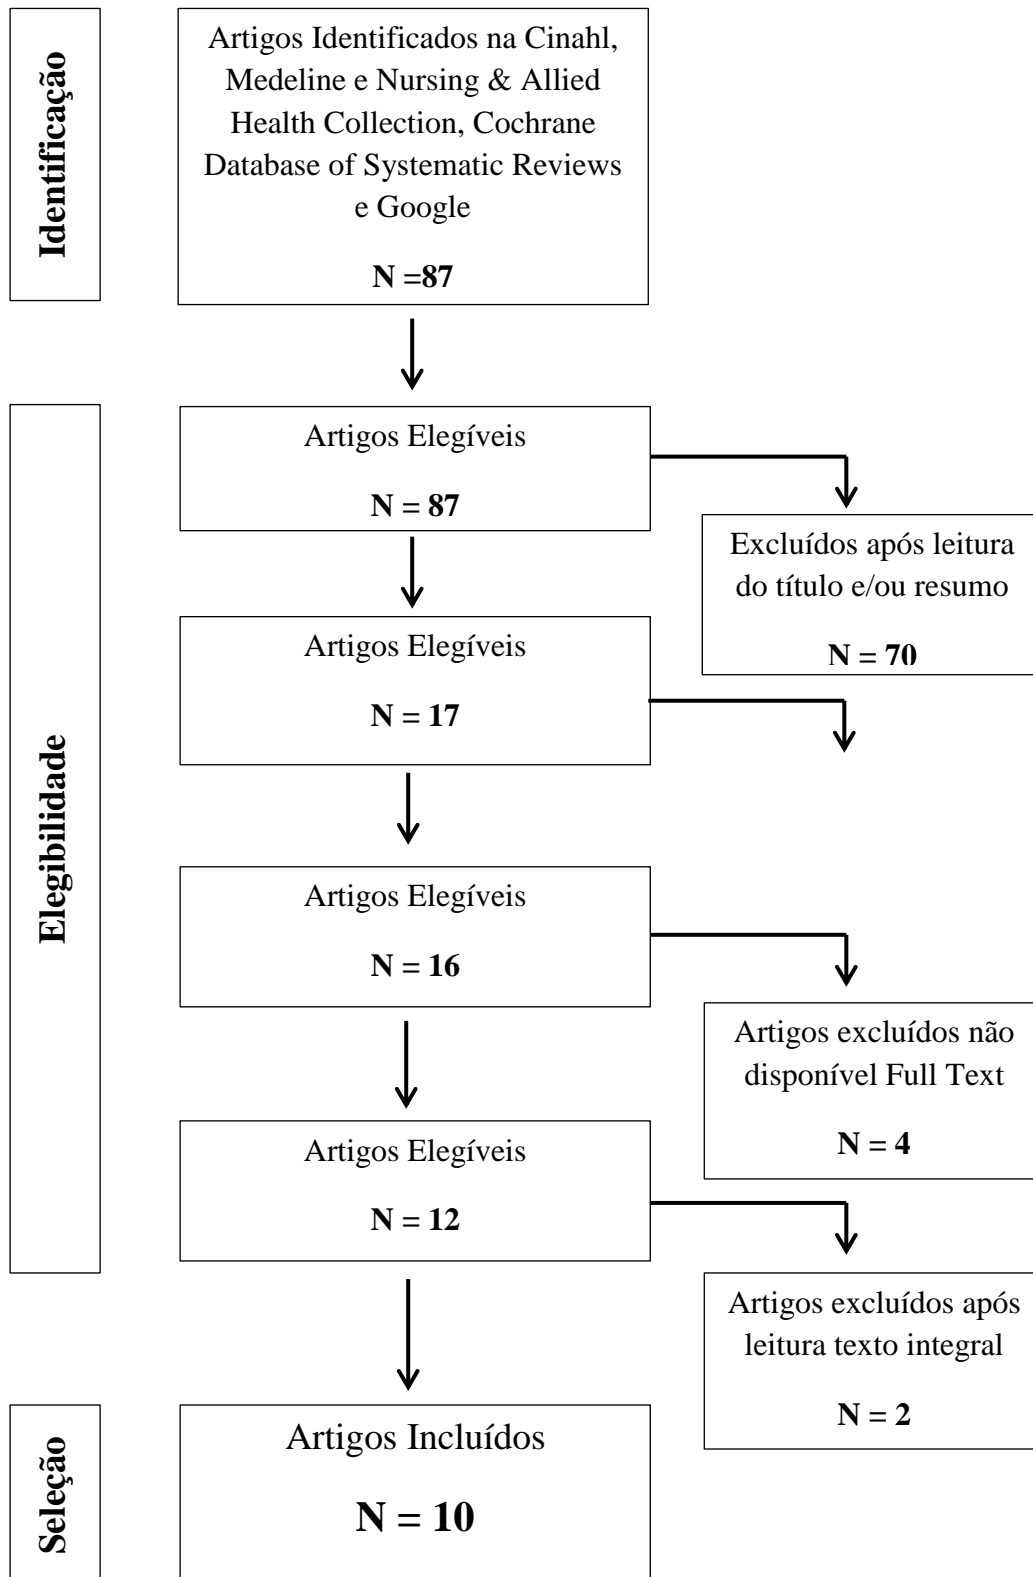 Identificação
Artigos Identificados na Cinahl,
Medeline e Nursing & Allied
Health Collection, Cochrane
Database of Systematic Reviews
e Google
N =87
Elegibilidade
Artigos Elegíveis
N = 87
Excluídos após leitura
do título e/ou resumo
N = 70
Artigos Elegíveis
N = 17
Artigos Elegíveis
N = 16
Artigos excluídos não
disponível Full Text
N = 4
Artigos Elegíveis
N = 12
Artigos excluídos após
leitura texto integral
N = 2
Seleção
Artigos Incluídos
N = 10